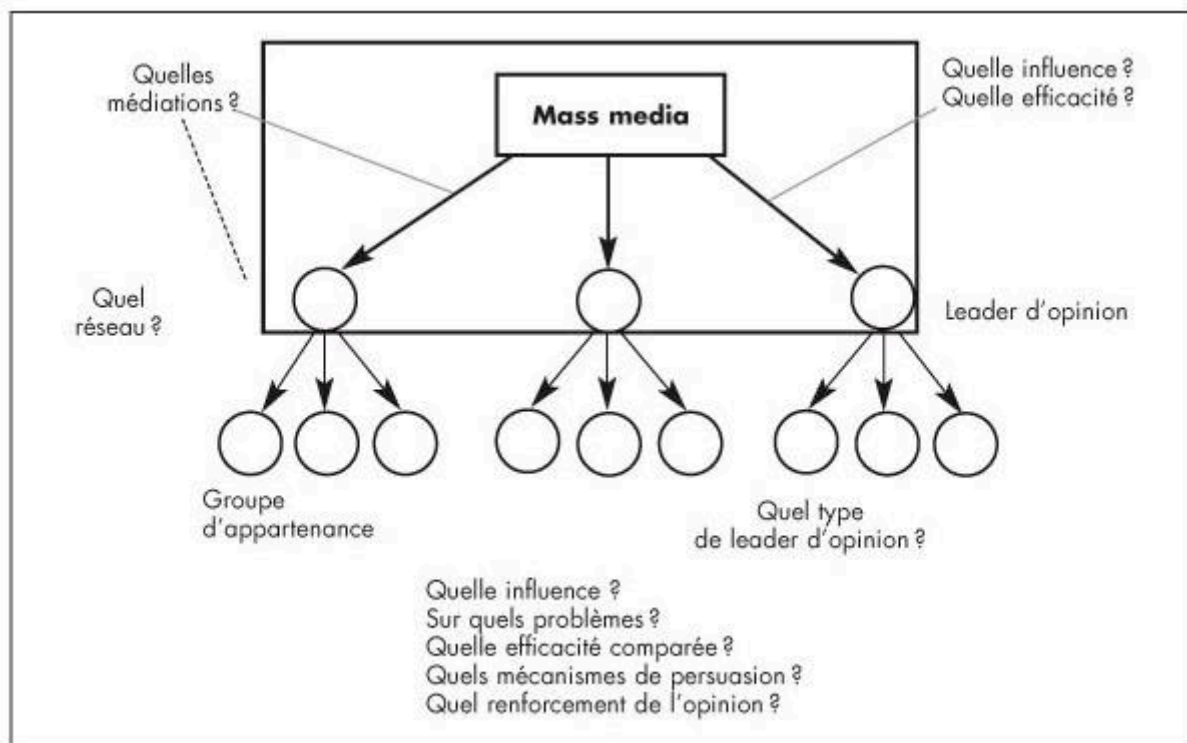 Quelles
médiations ?
Mass media
Quelle influence ?
Quelle efficacité ?
Quel
réseau ?
Leader d'opinion
Groupe
d'appartenance
Quel type
de leader d'opinion ?
Quelle influence ?
Sur quels problèmes ?
Quelle efficacité comparée ?
Quels mécanismes de persuasion ?
Quel renforcement de l'opinion ?